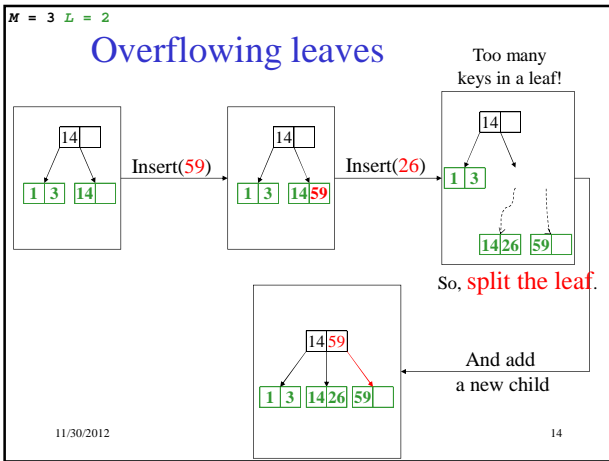 M = 3 L = 2
Overflowing leaves
Too many
keys in a leaf!
14
1 3 14
Insert(59)
14
1 3 14 59
Insert(26)
14
1 3
14 26 59
So, split the leaf.
And add
a new child
14 59
1 3 14 26 59
11/30/2012
14